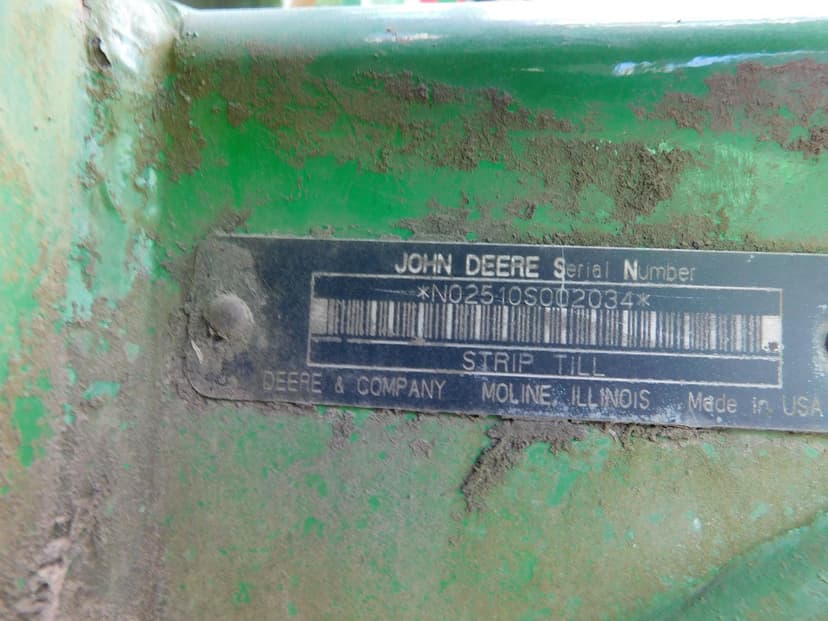 JOHN DEERE Serial Number
*N02510S002034*
STRIP TILL
DEERE & COMPANY MOLINE, ILLINOIS Made in USA